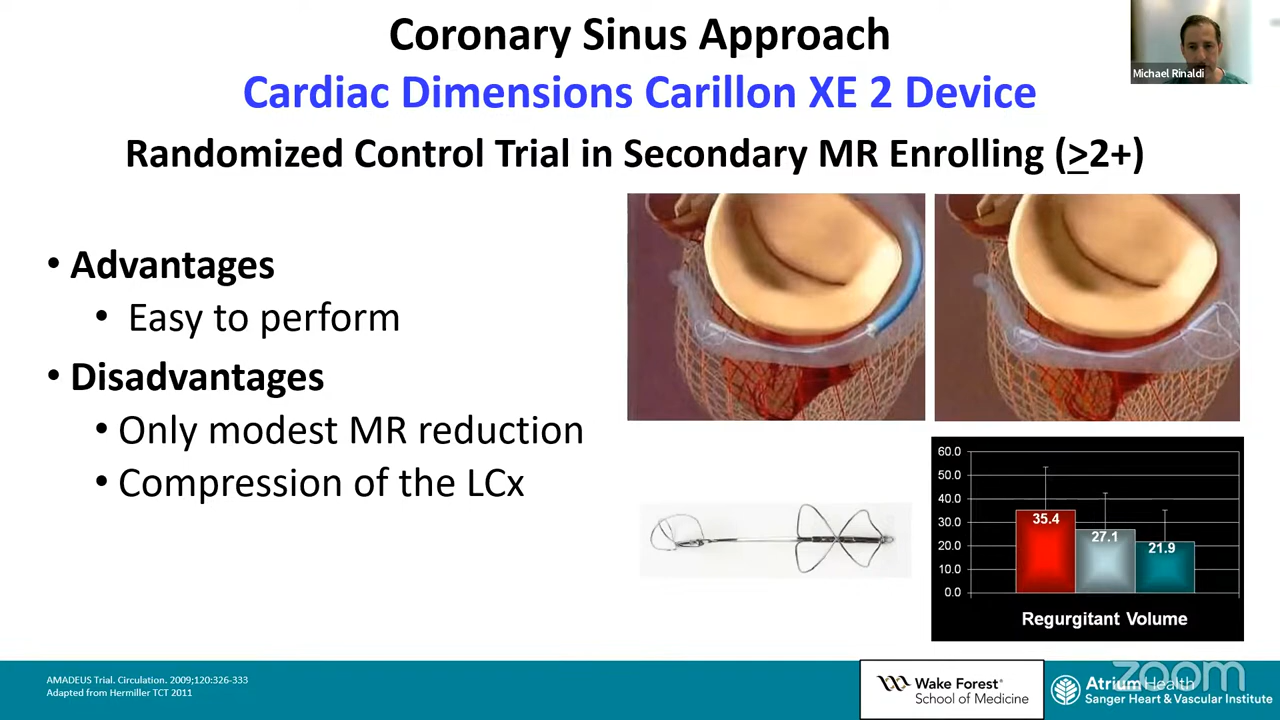 Coronary Sinus Approach
Cardiac Dimensions Carillon XE 2 Device
Randomized Control Trial in Secondary MR Enrolling (≥2+)
Michael Rinaldi
• Advantages
• Easy to perform
• Disadvantages
• Only modest MR reduction
• Compression of the LCx
60.0
50.0
40.0
30.0
20.0
10.0
0.0
35.4
27.1
21.9
Regurgitant Volume
AMADEUS Trial. Circulation. 2009;120:326-333
Adapted from Hermiller TCT 2011
Wake Forest®
School of Medicine
Atrium Health
Sanger Heart & Vascular Institute
zoom